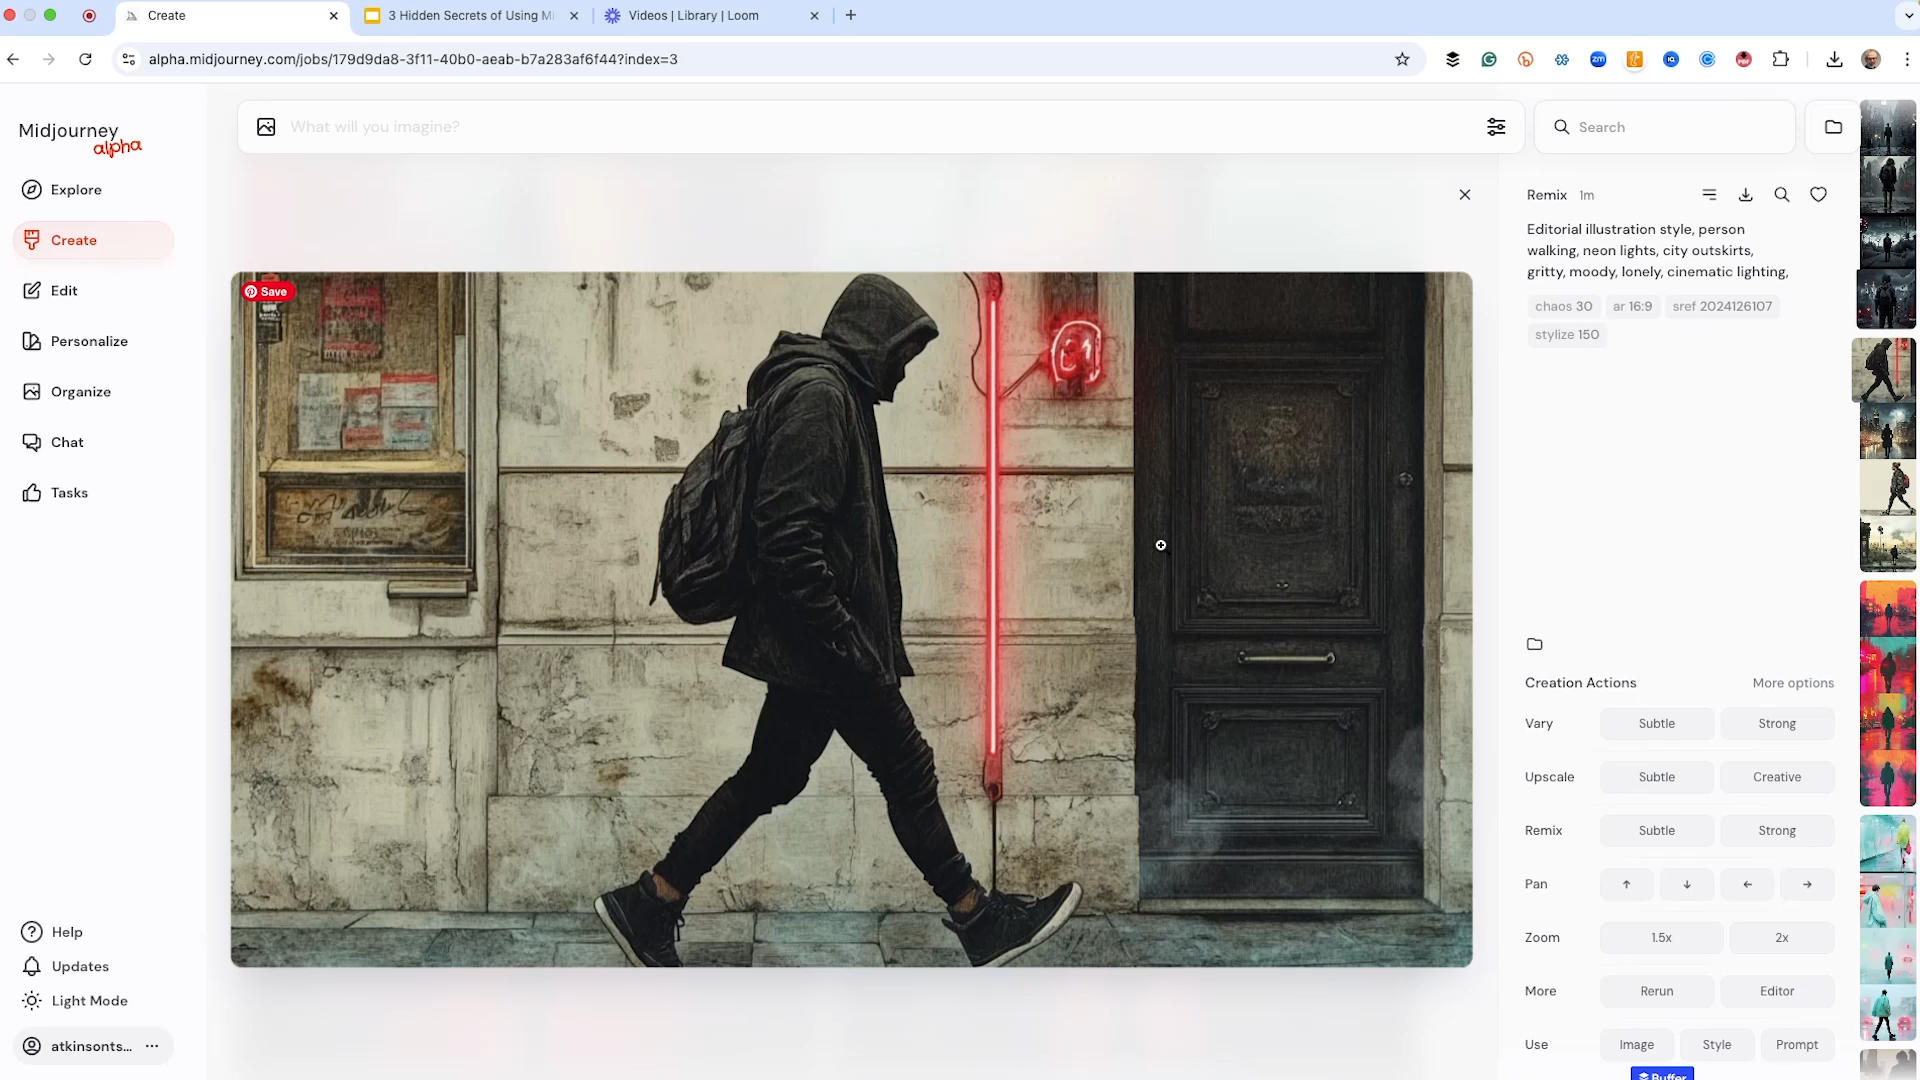 Create
3 Hidden Secrets of Using Mi
Videos | Library | Loom
alpha.midjourney.com/jobs/179d9da8-3f11-40b0-aeab-b7a283af6f44?index=3
Midjourney
alpha
What will you imagine?
Search
Explore
Create
Edit
Personalize
Organize
Chat
Tasks
Help
Updates
Light Mode
atkinsonts...
Save
Remix 1m
Editorial illustration style, person
walking, neon lights, city outskirts,
gritty, moody, lonely, cinematic lighting,
chaos 30 ar 16:9 sref 2024126107
stylize 150
Creation Actions More options
Vary Subtle Strong
Upscale Subtle Creative
Remix Subtle Strong
Pan
Zoom 1.5x 2x
More Rerun Editor
Use Image Style Prompt
Buffer